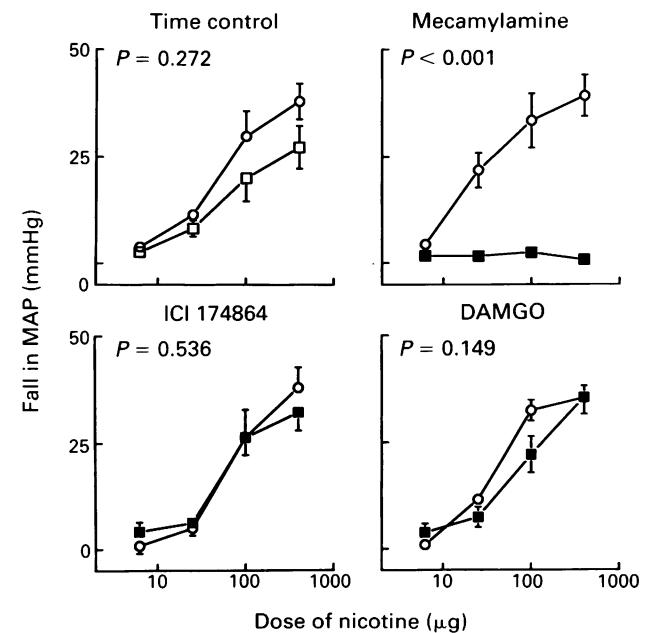 Time control
Mecamylamine
50
P = 0.272
P < 0.001
25
0
Fall in MAP (mmHg)
ICI 174864
DAMGO
50
P = 0.536
P = 0.149
25
0
10 100 1000
10 100 1000
Dose of nicotine (μg)